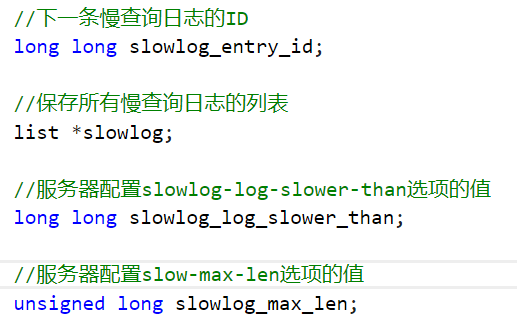 //下一条慢查询日志的ID
long long slowlog_entry_id;
//保存所有慢查询日志的列表
list *slowlog;
//服务器配置slowlog-log-slower-than选项的值
long long slowlog_log_slower_than;
//服务器配置slow-max-len选项的值
unsigned long slowlog_max_len;